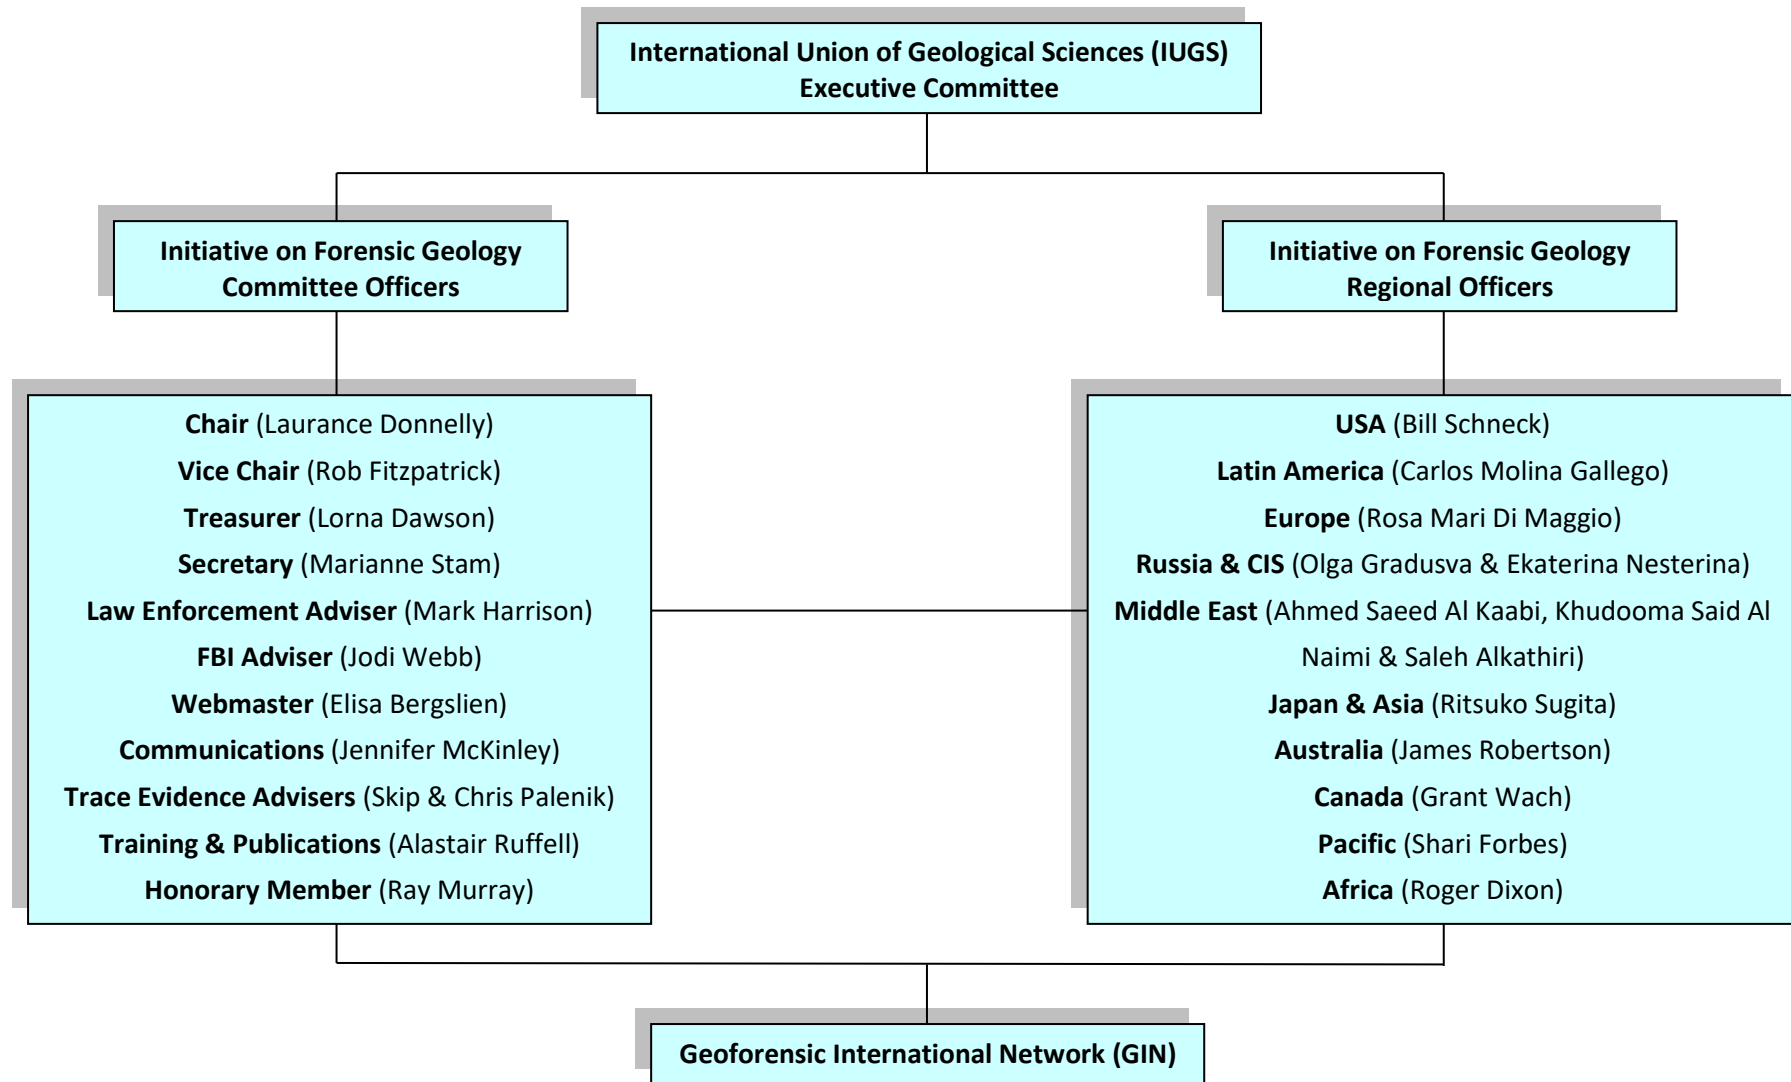 International Union of Geological Sciences (IUGS)
Executive Committee
Initiative on Forensic Geology
Committee Officers
Initiative on Forensic Geology
Regional Officers
Chair (Laurance Donnelly)
Vice Chair (Rob Fitzpatrick)
Treasurer (Lorna Dawson)
Secretary (Marianne Stam)
Law Enforcement Adviser (Mark Harrison)
FBI Adviser (Jodi Webb)
Webmaster (Elisa Bergslien)
Communications (Jennifer McKinley)
Trace Evidence Advisers (Skip & Chris Palenik)
Training & Publications (Alastair Ruffell)
Honorary Member (Ray Murray)
USA (Bill Schneck)
Latin America (Carlos Molina Gallego)
Europe (Rosa Mari Di Maggio)
Russia & CIS (Olga Gradusva & Ekaterina Nesterina)
Middle East (Ahmed Saeed Al Kaabi, Khudooma Said Al
Naimi & Saleh Alkathiri)
Japan & Asia (Ritsuko Sugita)
Australia (James Robertson)
Canada (Grant Wach)
Pacific (Shari Forbes)
Africa (Roger Dixon)
Geoforensic International Network (GIN)